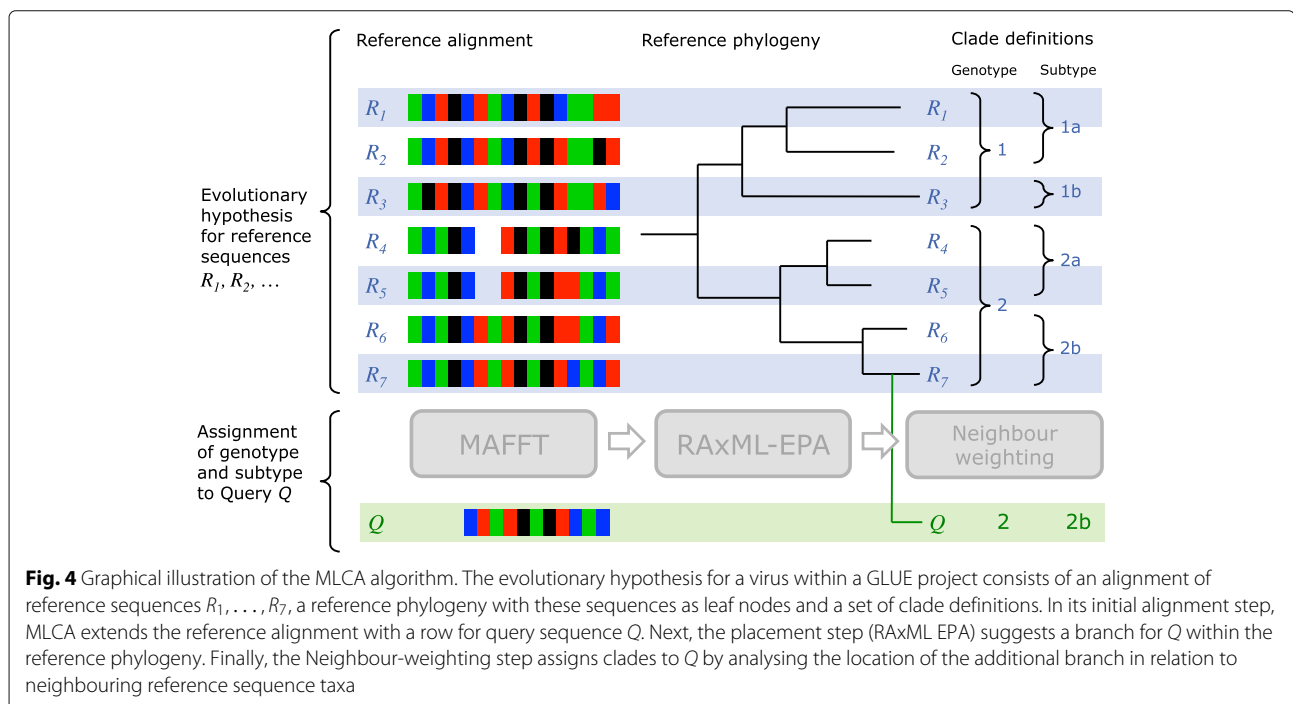 Reference alignment Reference phylogeny Clade definitions
Genotype Subtype
R1 R1
R2 R2
R3 R3
R4 R4
R5 R5
R6 R6
R7 R7
1 1a
1b
2 2a
2b
Evolutionary
hypothesis
for reference
sequences
R1, R2, ...
Assignment
of genotype
and subtype
to Query Q
MAFFT RAxML-EPA Neighbour
weighting
Q Q 2 2b
Fig. 4 Graphical illustration of the MLCA algorithm. The evolutionary hypothesis for a virus within a GLUE project consists of an alignment of
reference sequences R1, . . . , R7, a reference phylogeny with these sequences as leaf nodes and a set of clade definitions. In its initial alignment step,
MLCA extends the reference alignment with a row for query sequence Q. Next, the placement step (RAxML EPA) suggests a branch for Q within the
reference phylogeny. Finally, the Neighbour-weighting step assigns clades to Q by analysing the location of the additional branch in relation to
neighbouring reference sequence taxa